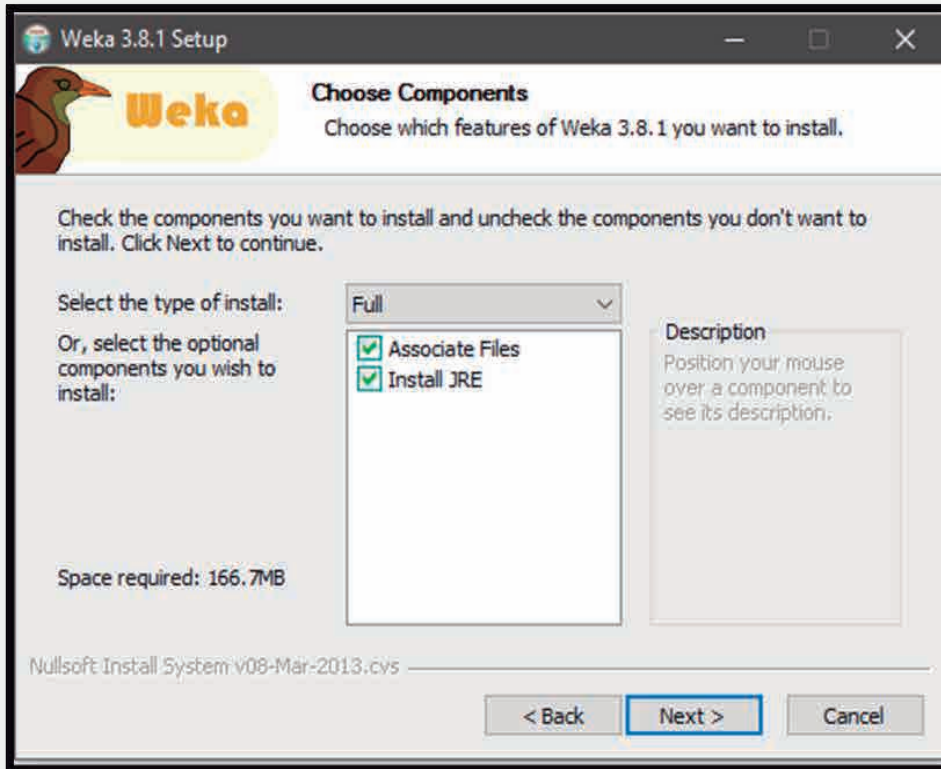 Weka 3.8.1 Setup
Weka
Choose Components
Choose which features of Weka 3.8.1 you want to install.
Check the components you want to install and uncheck the components you don't want to
install. Click Next to continue.
Select the type of install:
Full
Or, select the optional
components you wish to
install:
Associate Files
Install JRE
Description
Position your mouse
over a component to
see its description.
Space required: 166.7MB
Nullsoft Install System v08-Mar-2013.cvs
< Back
Next >
Cancel